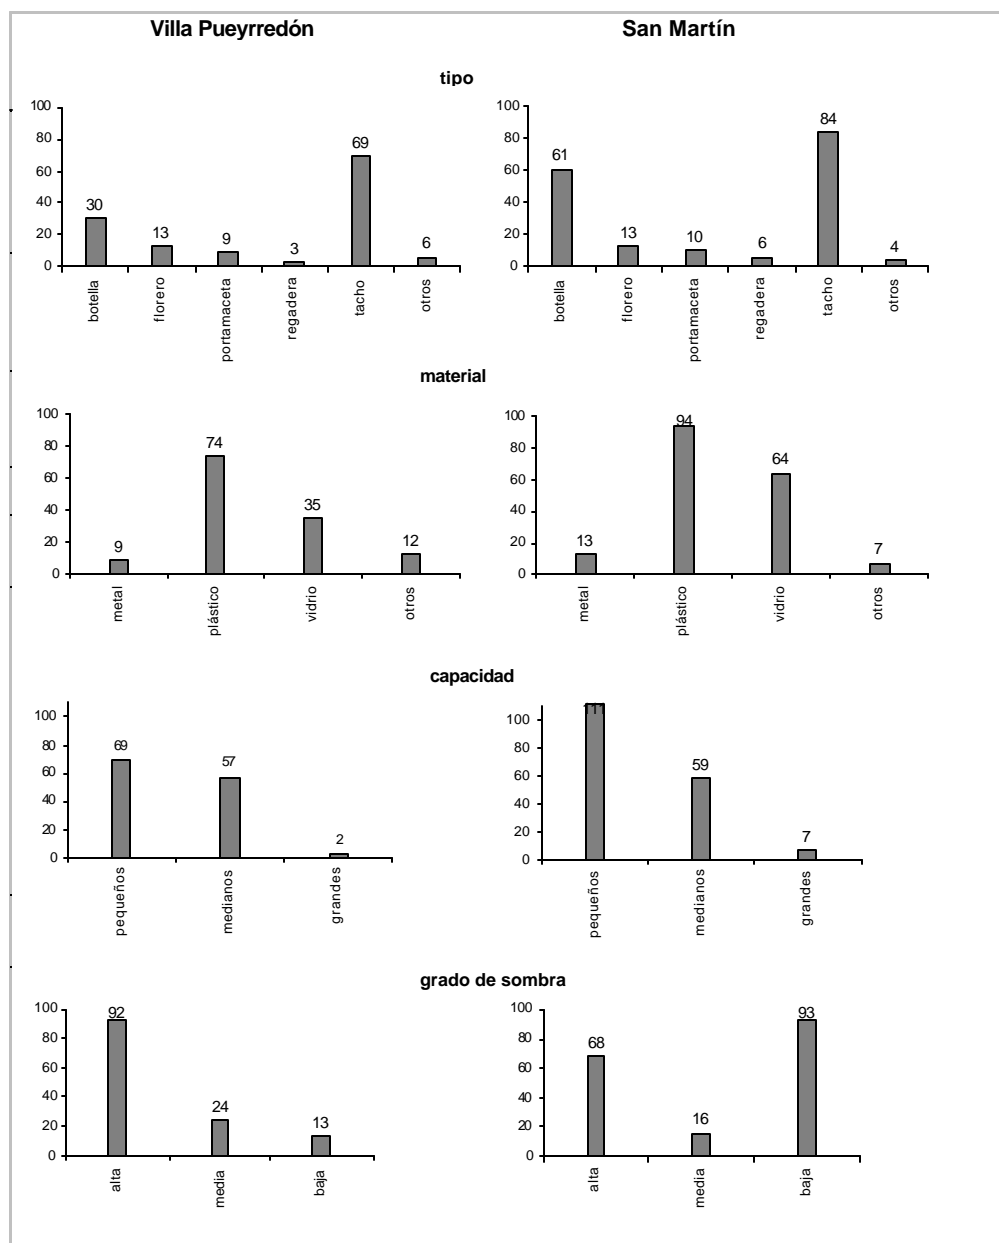 Villa Pueyrredón San Martín
tipo
100
80
60
40
20
0
30
13
9
3
69
6
botella
florero
portamaceta
regadera
tacho
otros
100
80
60
40
20
0
61
13
10
6
84
4
botella
florero
portamaceta
regadera
tacho
otros
material
100
80
60
40
20
0
9
74
35
12
metal
plástico
vidrio
otros
100
80
60
40
20
0
13
94
64
7
metal
plástico
vidrio
otros
capacidad
100
80
60
40
20
0
69
57
2
pequeños
medianos
grandes
100
80
60
40
20
0
111
59
7
pequeños
medianos
grandes
grado de sombra
100
80
60
40
20
0
92
24
13
alta
media
baja
100
80
60
40
20
0
68
16
93
alta
media
baja